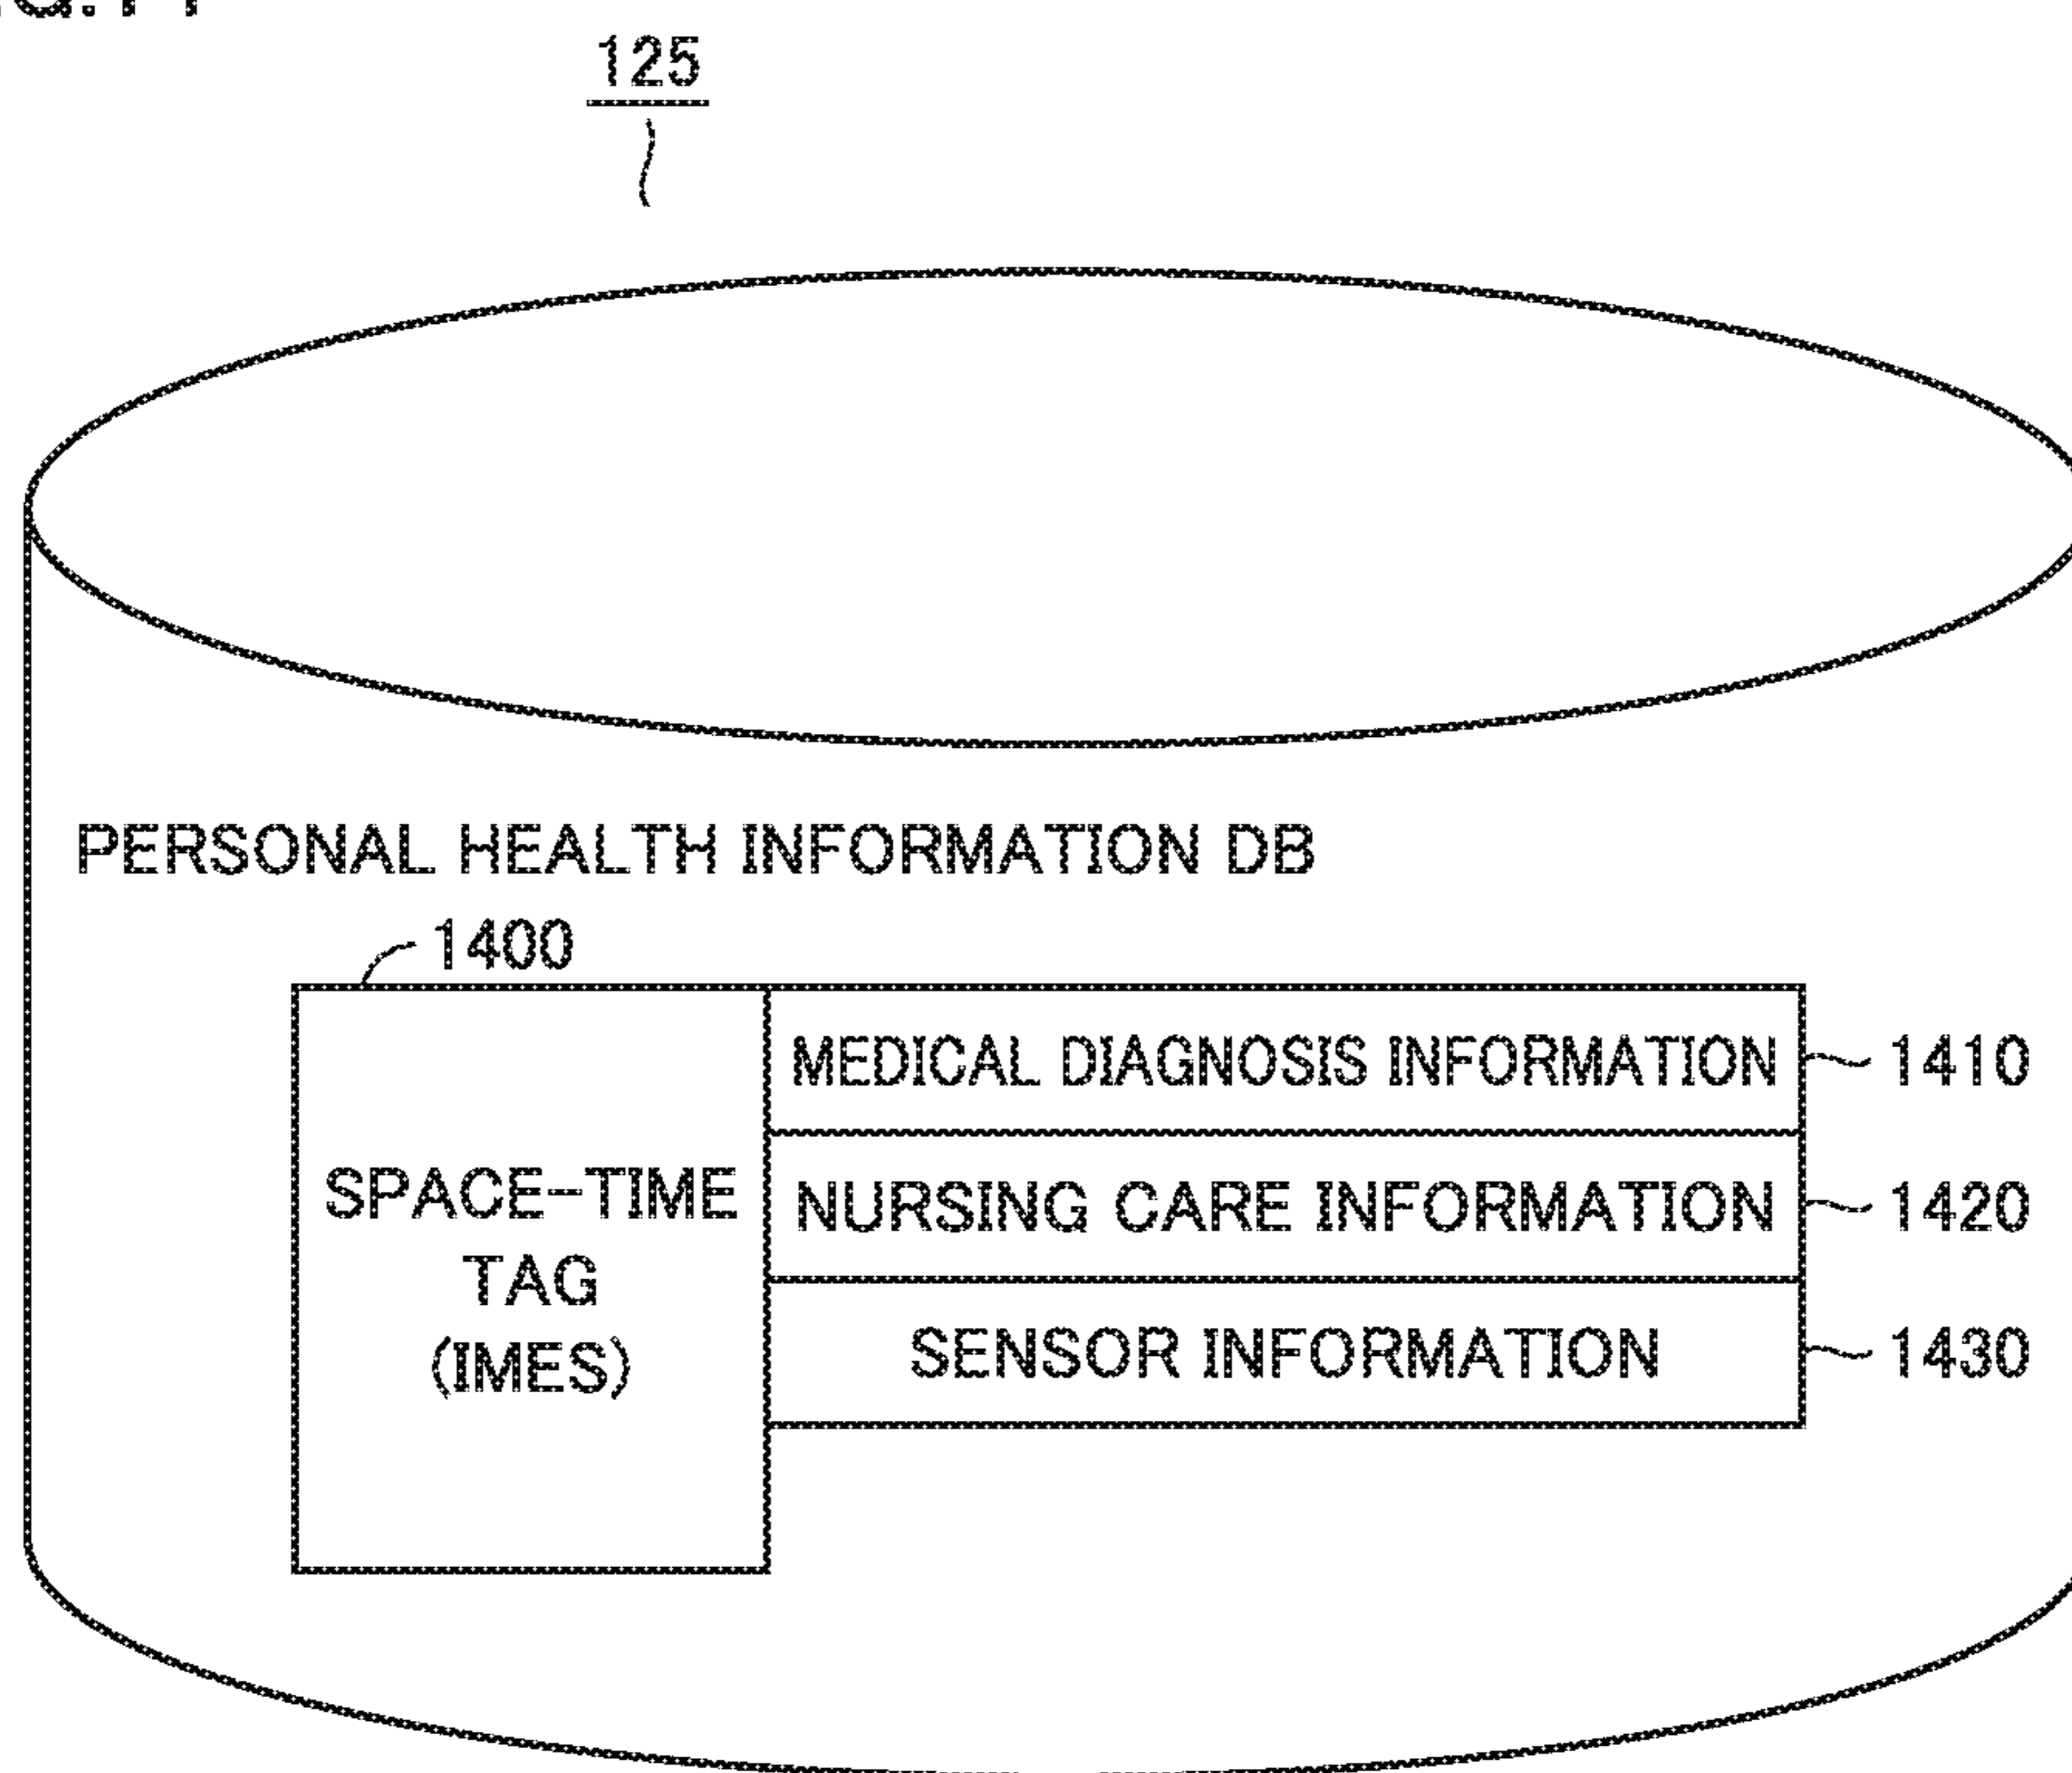 125
PERSONAL HEALTH INFORMATION DB
1400
SPACE-TIME
TAG
(IMES)
MEDICAL DIAGNOSIS INFORMATION
1410
NURSING CARE INFORMATION
1420
SENSOR INFORMATION
1430